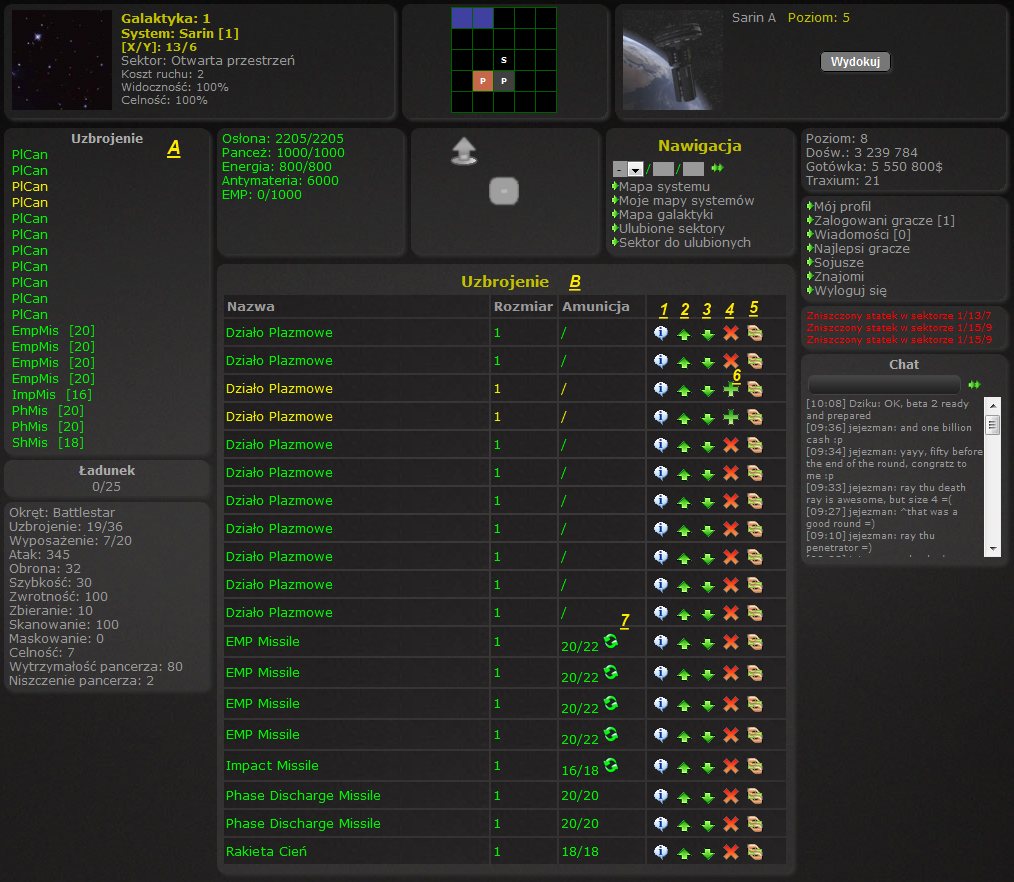 Galaktyka: 1
System: Sarin [1]
[X/Y]: 13/6
Sektor: Otwarta przestrzeń
Koszt ruchu: 2
Widoczność: 100%
Celność: 100%
S
P P
Sarin A Poziom: 5
Wydokuj
Uzbrojenie A
PlCan
PlCan
PlCan
PlCan
PlCan
PlCan
PlCan
PlCan
PlCan
PlCan
PlCan
EmpMis [20]
EmpMis [20]
EmpMis [20]
EmpMis [20]
ImpMis [16]
PhMis [20]
PhMis [20]
ShMis [18]
Ładunek
0/25
Okręt: Battlestar
Uzbrojenie: 19/36
Wyposażenie: 7/20
Atak: 345
Obrona: 32
Szybkość: 30
Zwrotność: 100
Zbieranie: 10
Skanowanie: 100
Maskowanie: 0
Celność: 7
Wytrzymałość pancerza: 80
Niszczenie pancerza: 2
Osłona: 2205/2205
Panceż: 1000/1000
Energia: 800/800
Antymateria: 6000
EMP: 0/1000
Nawigacja
- / /
Mapa systemu
Moje mapy systemów
Mapa galaktyki
Ulubione sektory
Sektor do ulubionych
Uzbrojenie B
Nazwa Rozmiar Amunicja 1 2 3 4 5
Działo Plazmowe 1 /
Działo Plazmowe 1 /
6
Działo Plazmowe 1 /
Działo Plazmowe 1 /
Działo Plazmowe 1 /
Działo Plazmowe 1 /
Działo Plazmowe 1 /
Działo Plazmowe 1 /
Działo Plazmowe 1 /
Działo Plazmowe 1 /
Działo Plazmowe 1 /
7
EMP Missile 1 20/22
EMP Missile 1 20/22
EMP Missile 1 20/22
EMP Missile 1 20/22
Impact Missile 1 16/18
Phase Discharge Missile 1 20/20
Phase Discharge Missile 1 20/20
Rakieta Cień 1 18/18
Poziom: 8
Dośw.: 3 239 784
Gotówka: 5 550 800$
Traxium: 21
Mój profil
Zalogowani gracze [1]
Wiadomości [0]
Najlepsi gracze
Sojusze
Znajomi
Wyloguj się
Zniszczony statek w sektorze 1/13/7
Zniszczony statek w sektorze 1/15/9
Zniszczony statek w sektorze 1/15/9
Chat
[10:08] Dziku: OK, beta 2 ready
and prepared
[09:36] jejezman: and one billion
cash :p
[09:34] jejezman: yayy, fifty before
the end of the round, congratz to
me :p
[09:33] jejezman: ray thu death
ray is awesome, but size 4 =(
[09:27] jejezman: ^that was a
good round =)
[09:10] jejezman: ray thu
penetrator =)